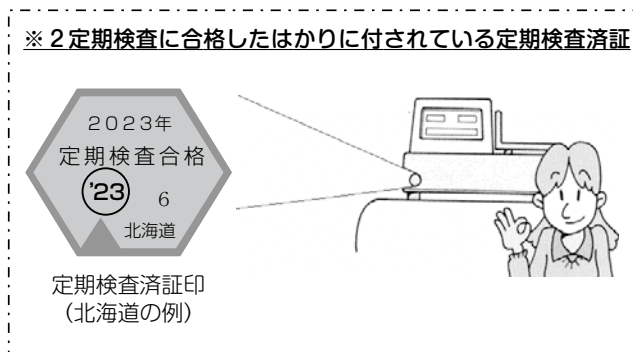 ※２定期検査に合格したはかりに付されている定期検査済証
２０２３年
定期検査合格
'23 6
北海道
定期検査済証印
（北海道の例）